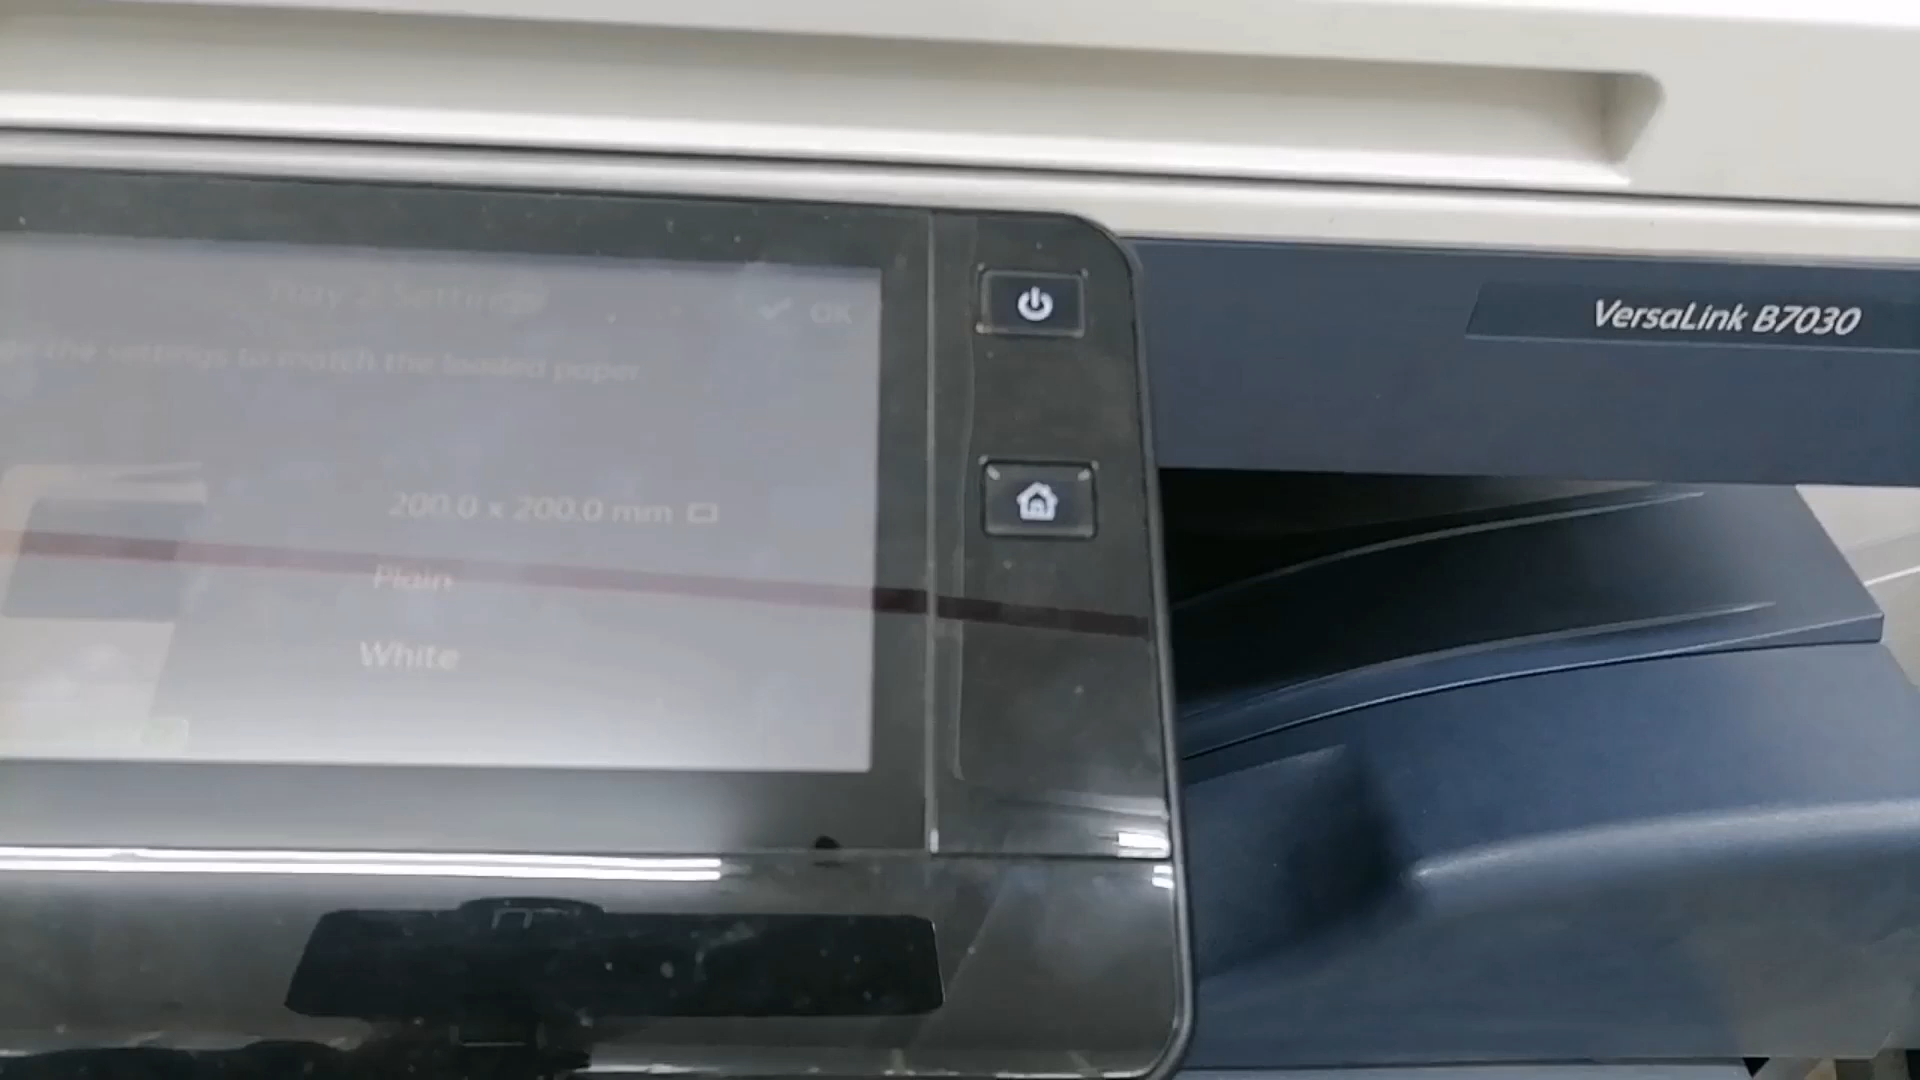 VersaLink B7030
Tray 2 Settings
OK
the settings to match the loaded paper.
200.0 x 200.0 mm
Plain
White